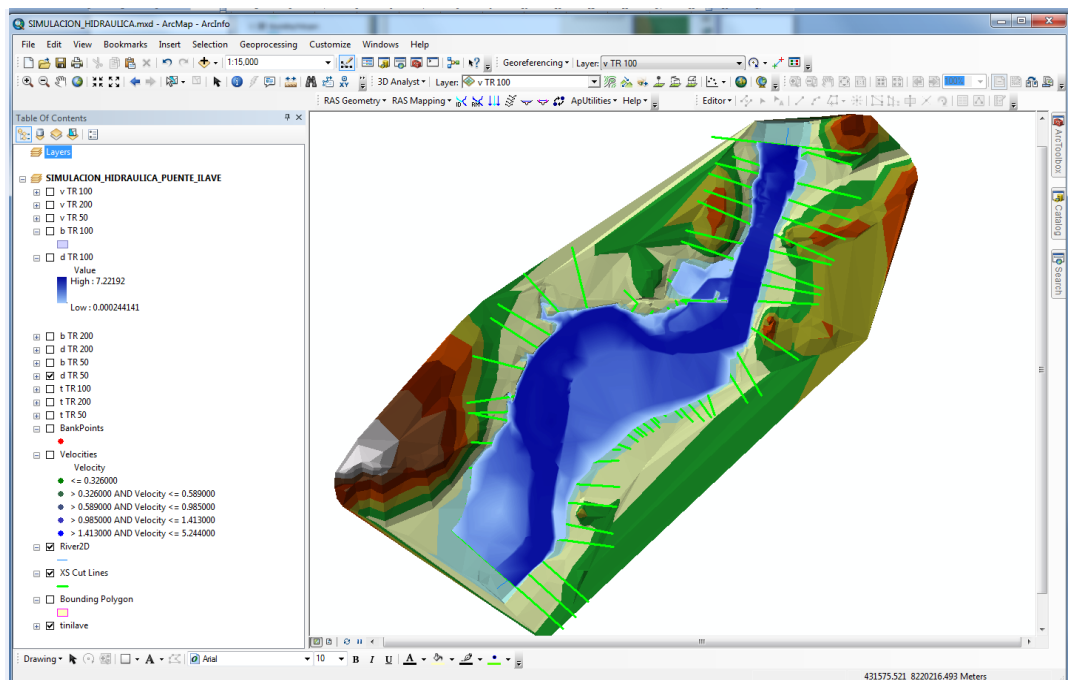 SIMULACION_HIDRAULICA.mxd - ArcMap - ArcInfo
File Edit View Bookmarks Insert Selection Geoprocessing Customize Windows Help
1:15,000
Georeferencing Layer: v TR 100
3D Analyst Layer: v TR 100
RAS Geometry RAS Mapping ApUtilities Help
Editor
Table Of Contents
Layers
SIMULACION_HIDRAULICA_PUENTE_ILAVE
v TR 100
v TR 200
v TR 50
b TR 100
d TR 100
Value
High : 7.22192
Low : 0.000244141
b TR 200
d TR 200
b TR 50
d TR 50
t TR 100
t TR 200
t TR 50
BankPoints
Velocities
Velocity
<= 0.326000
> 0.326000 AND Velocity <= 0.589000
> 0.589000 AND Velocity <= 0.985000
> 0.985000 AND Velocity <= 1.413000
> 1.413000 AND Velocity <= 5.244000
River2D
XS Cut Lines
Bounding Polygon
tinilave
ArcToolbox
Catalog
Search
Drawing A Arial 10 B I U A
431575.521 8220216.493 Meters